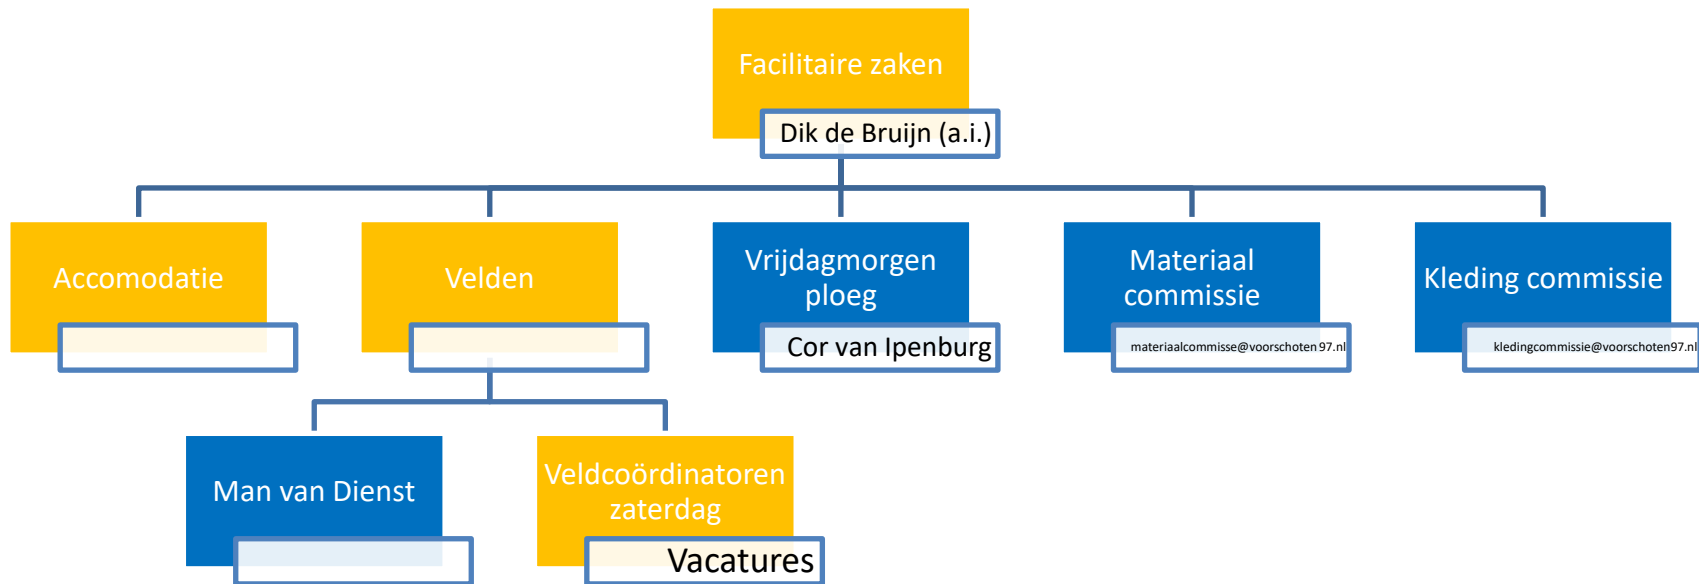 Facilitaire zaken
Dik de Bruijn (a.i.)
Accomodatie
Velden
Vrijdagmorgen
ploeg
Cor van Ipenburg
Materiaal
commissie
materiaalcommisse@voorschoten97.nl
Kleding commissie
kledingcommissie@voorschoten97.nl
Man van Dienst
Veldcoördinatoren
zaterdag
Vacatures